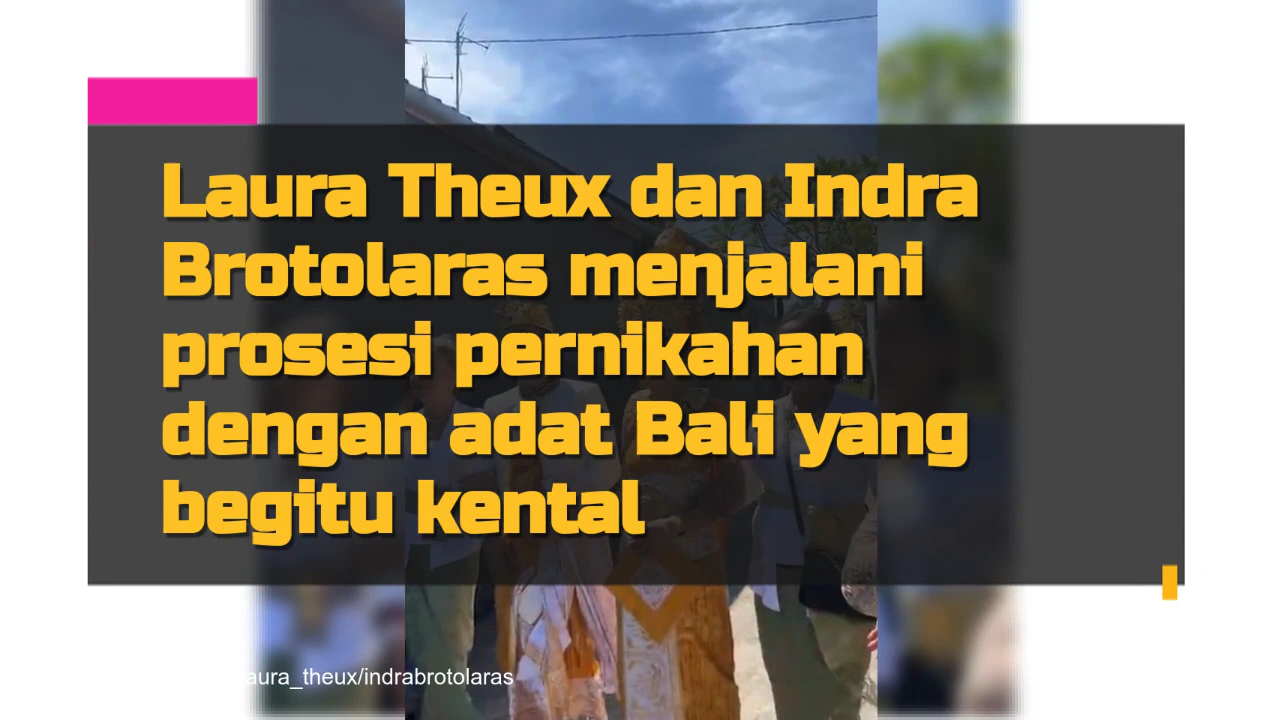 Laura Theux dan Indra
Brotolaras menjalani
prosesi pernikahan
dengan adat Bali yang
begitu kental
aura_theux/indrabrotolaras